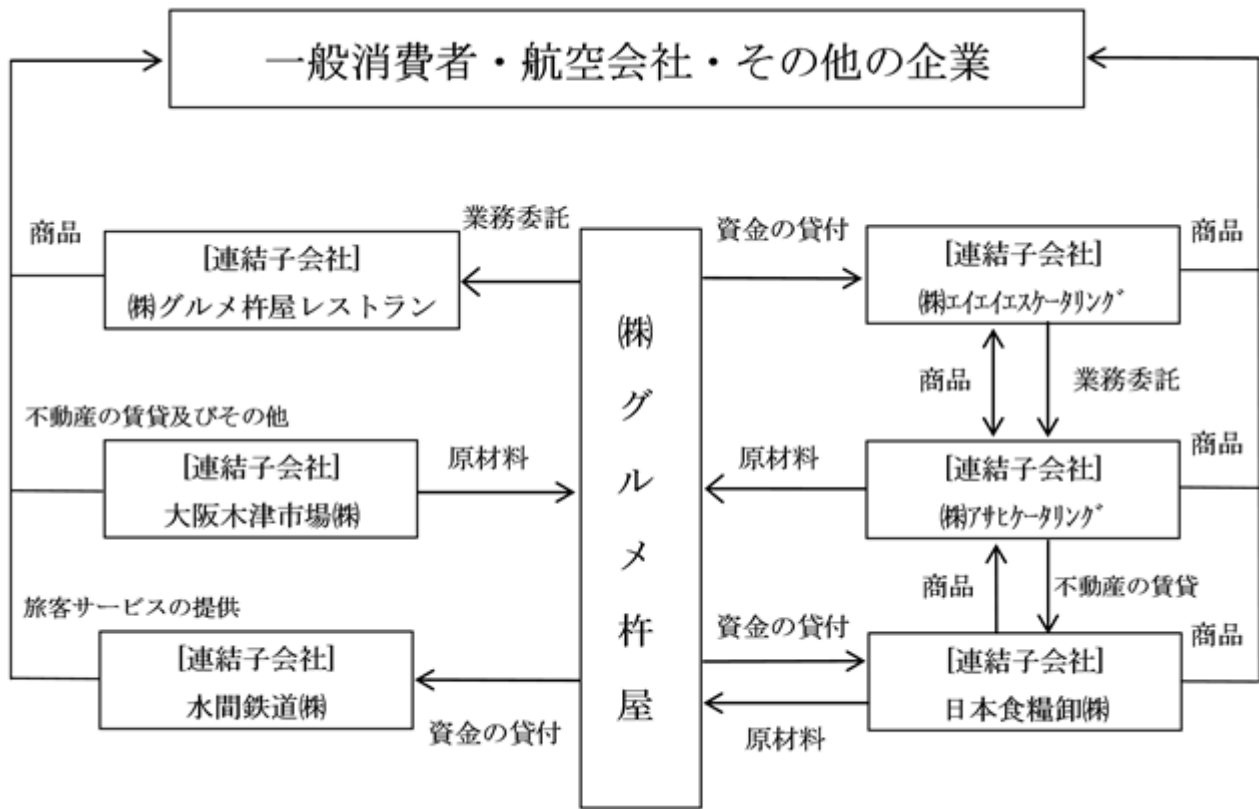 一般消費者・航空会社・その他の企業
商品
業務委託
資金の貸付
商品
[連結子会社]
㈱グルメ杵屋レストラン
㈱グルメ杵屋
[連結子会社]
㈱ｴｲｴｲｴｽｹｰﾀﾘﾝｸﾞ
商品
業務委託
不動産の賃貸及びその他
[連結子会社]
大阪木津市場㈱
原材料
原材料
[連結子会社]
㈱ｱｻﾋｹｰﾀﾘﾝｸﾞ
商品
商品
不動産の賃貸
旅客サービスの提供
[連結子会社]
水間鉄道㈱
資金の貸付
資金の貸付
原材料
[連結子会社]
日本食糧卸㈱
商品